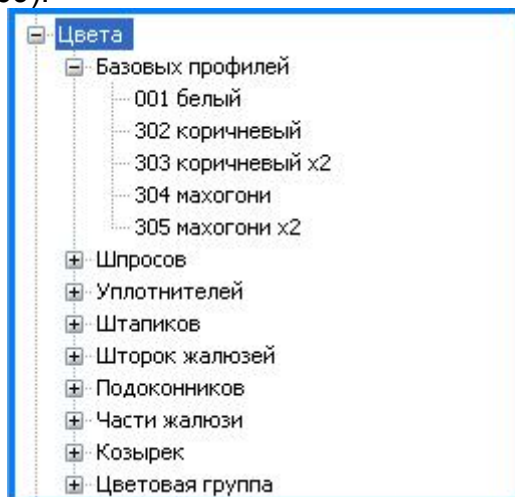 Цвета
Базовых профилей
001 белый
302 коричневый
303 коричневый x2
304 махогони
305 махогони x2
Шпросов
Уплотнителей
Штапиков
Шторок жалюзей
Подоконников
Части жалюзи
Козырек
Цветовая группа